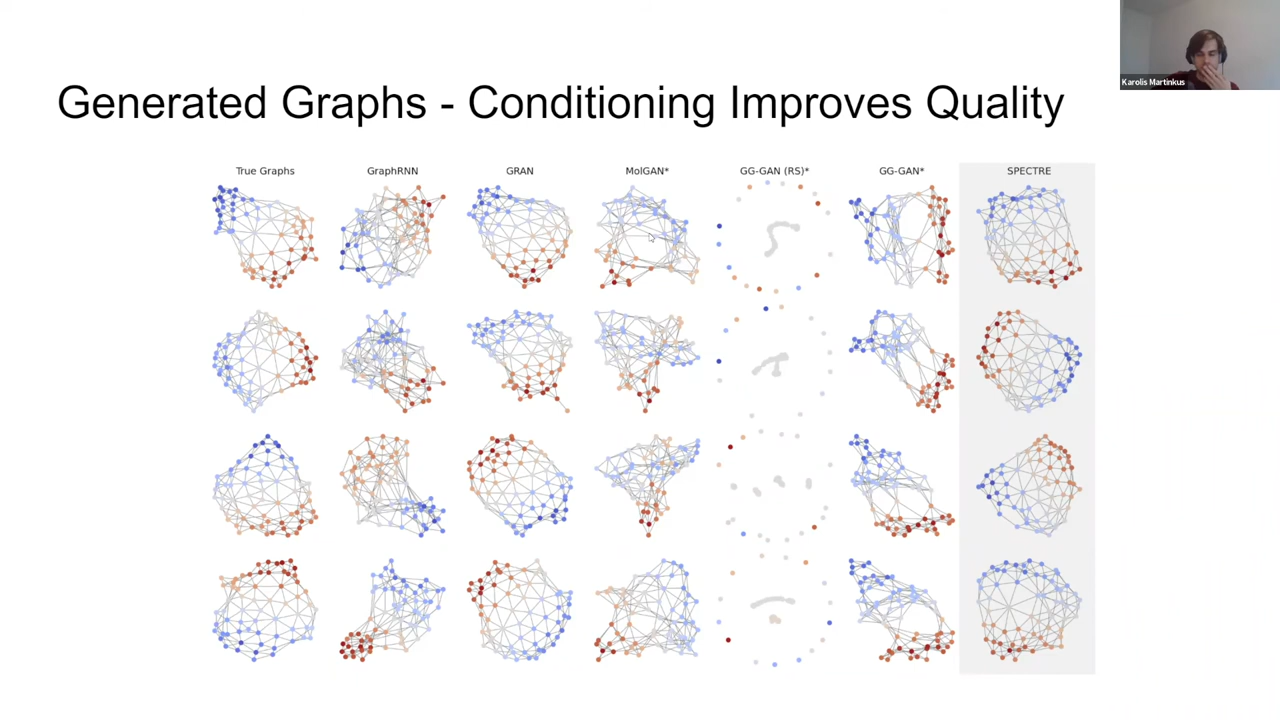 Karolis Martinkus
Generated Graphs - Conditioning Improves Quality
True Graphs
GraphRNN
GRAN
MolGAN*
GG-GAN (RS)*
GG-GAN*
SPECTRE